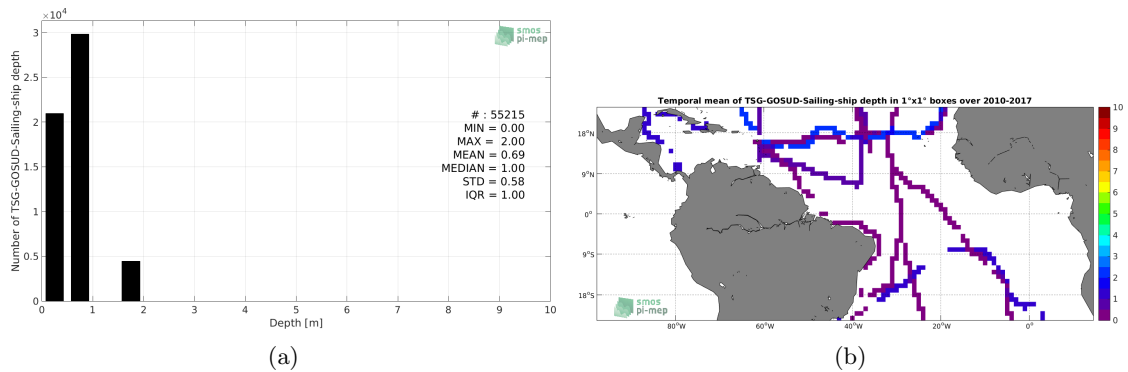 ×10⁴
3
2.5
2
1.5
1
0.5
0
Number of TSG-GOSUD-Sailing-ship depth
smos
pi-mep
# : 55215
MIN = 0.00
MAX = 2.00
MEAN = 0.69
MEDIAN = 1.00
STD = 0.58
IQR = 1.00
0 1 2 3 4 5 6 7 8 9 10
Depth [m]
(a)
Temporal mean of TSG-GOSUD-Sailing-ship depth in 1°x1° boxes over 2010-2017
18°N
9°N
0°
9°S
18°S
smos
pi-mep
80°W 60°W 40°W 20°W 0°
10
9
8
7
6
5
4
3
2
1
0
(b)